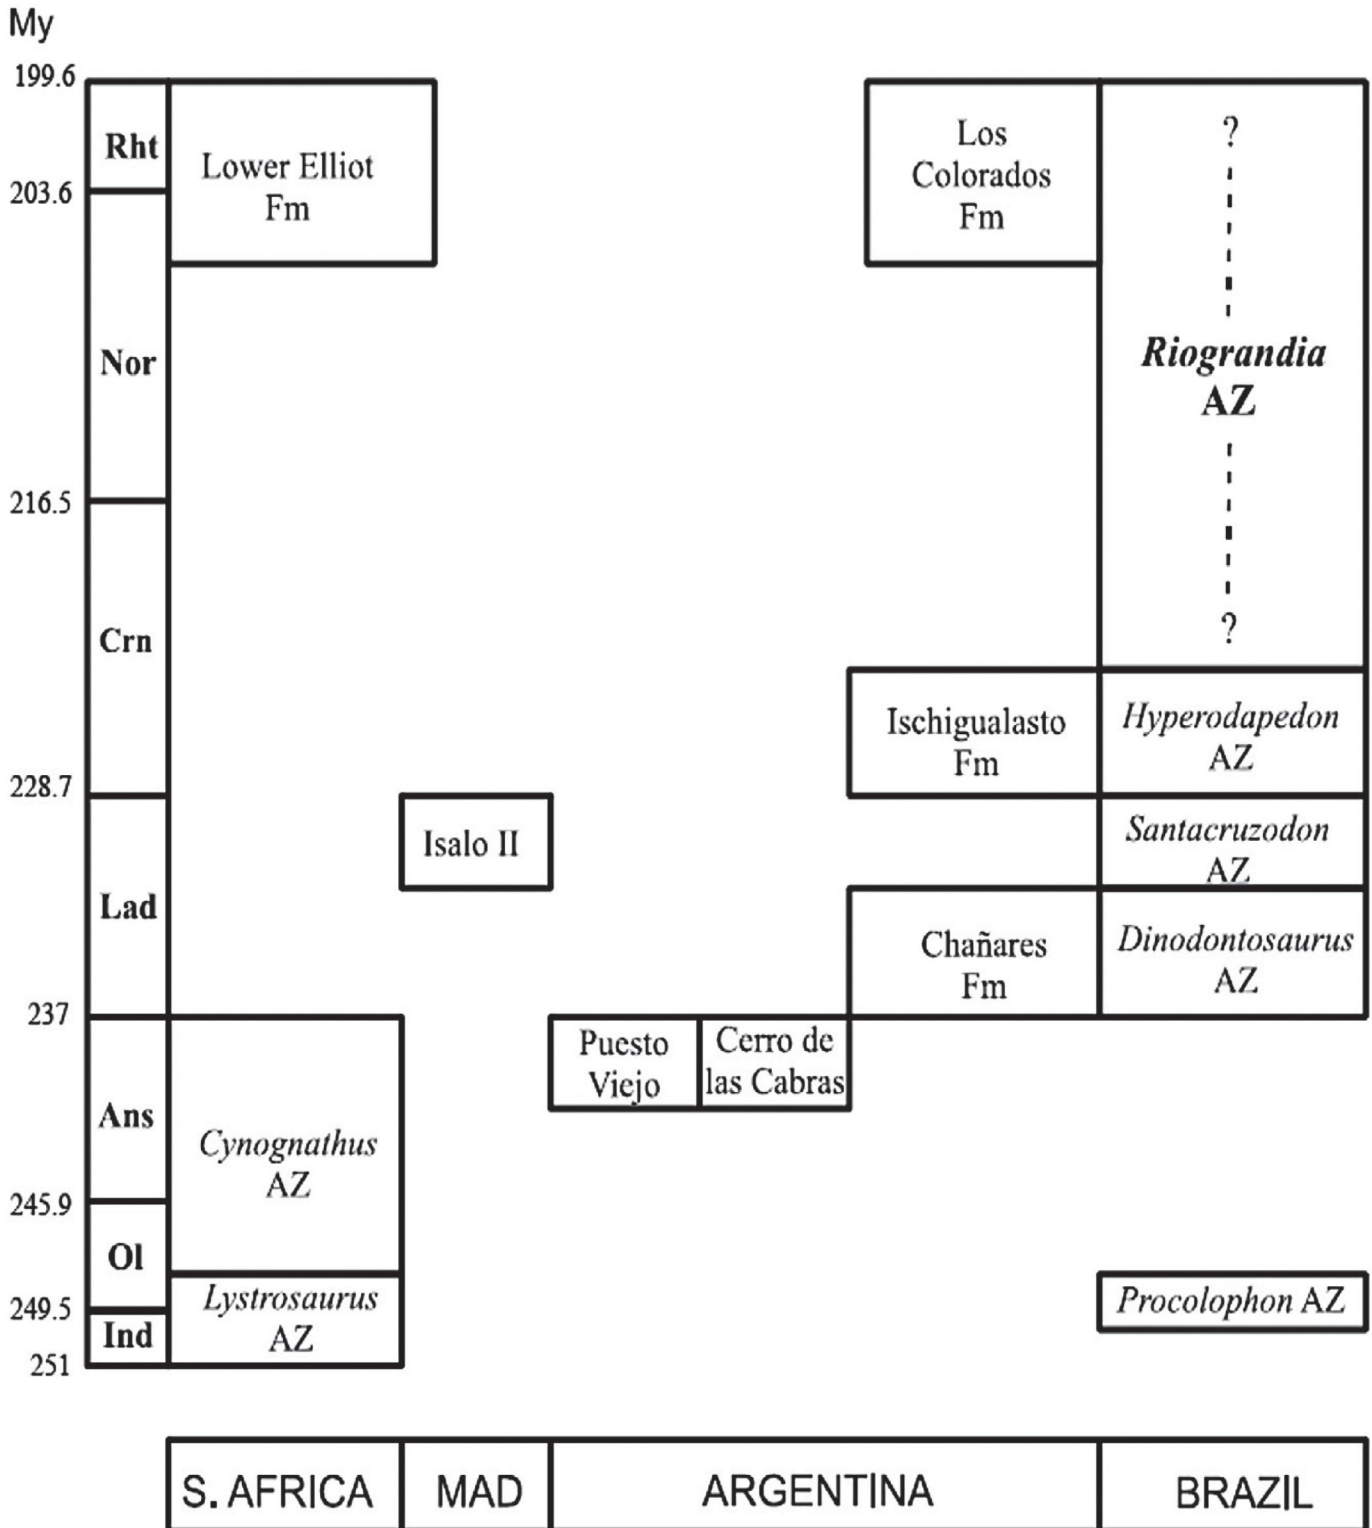 My
199.6
Rht
203.6
Nor
216.5
Crn
228.7
Lad
237
Ans
245.9
Ol
249.5
Ind
251
Lower Elliot
Fm
Cynognathus
AZ
Lystrosaurus
AZ
Isalo II
Puesto
Viejo
Cerro de
las Cabras
Los
Colorados
Fm
Ischigualasto
Fm
Chañares
Fm
?
Riograndia
AZ
?
Hyperodapedon
AZ
Santacruzodon
AZ
Dinodontosaurus
AZ
Procolophon AZ
S. AFRICA
MAD
ARGENTINA
BRAZIL